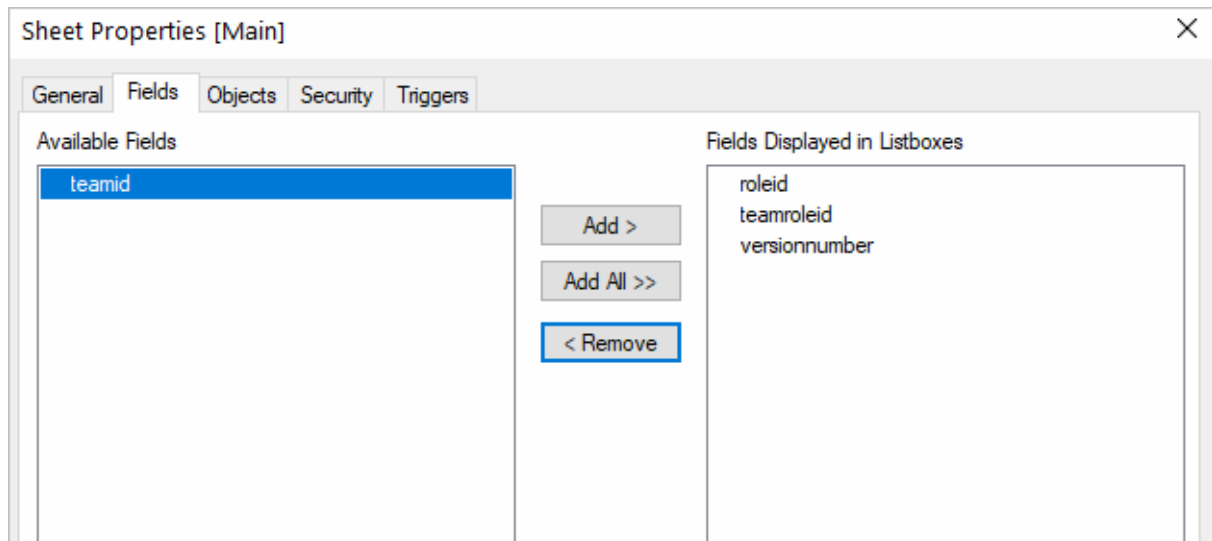 Sheet Properties [Main]
General Fields Objects Security Triggers
Available Fields
teamid
Add >
Add All >>
< Remove
Fields Displayed in Listboxes
roleid
teamroleid
versionnumber